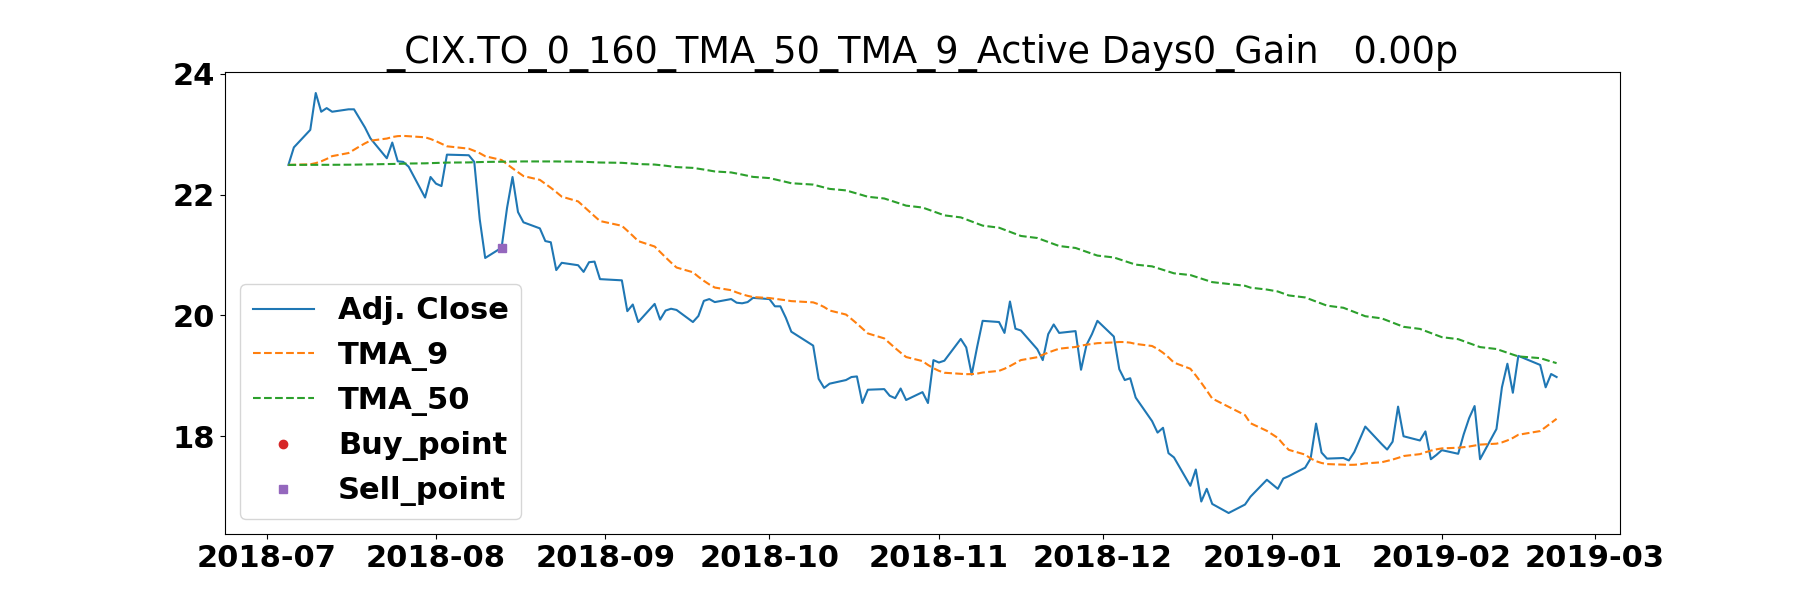 _CIX.TO_0_160_TMA_50_TMA_9_Active Days0_Gain   0.00p
24
22
20
18
Adj. Close
TMA_9
TMA_50
Buy_point
Sell_point
2018-07 2018-08 2018-09 2018-10 2018-11 2018-12 2019-01 2019-02 2019-03